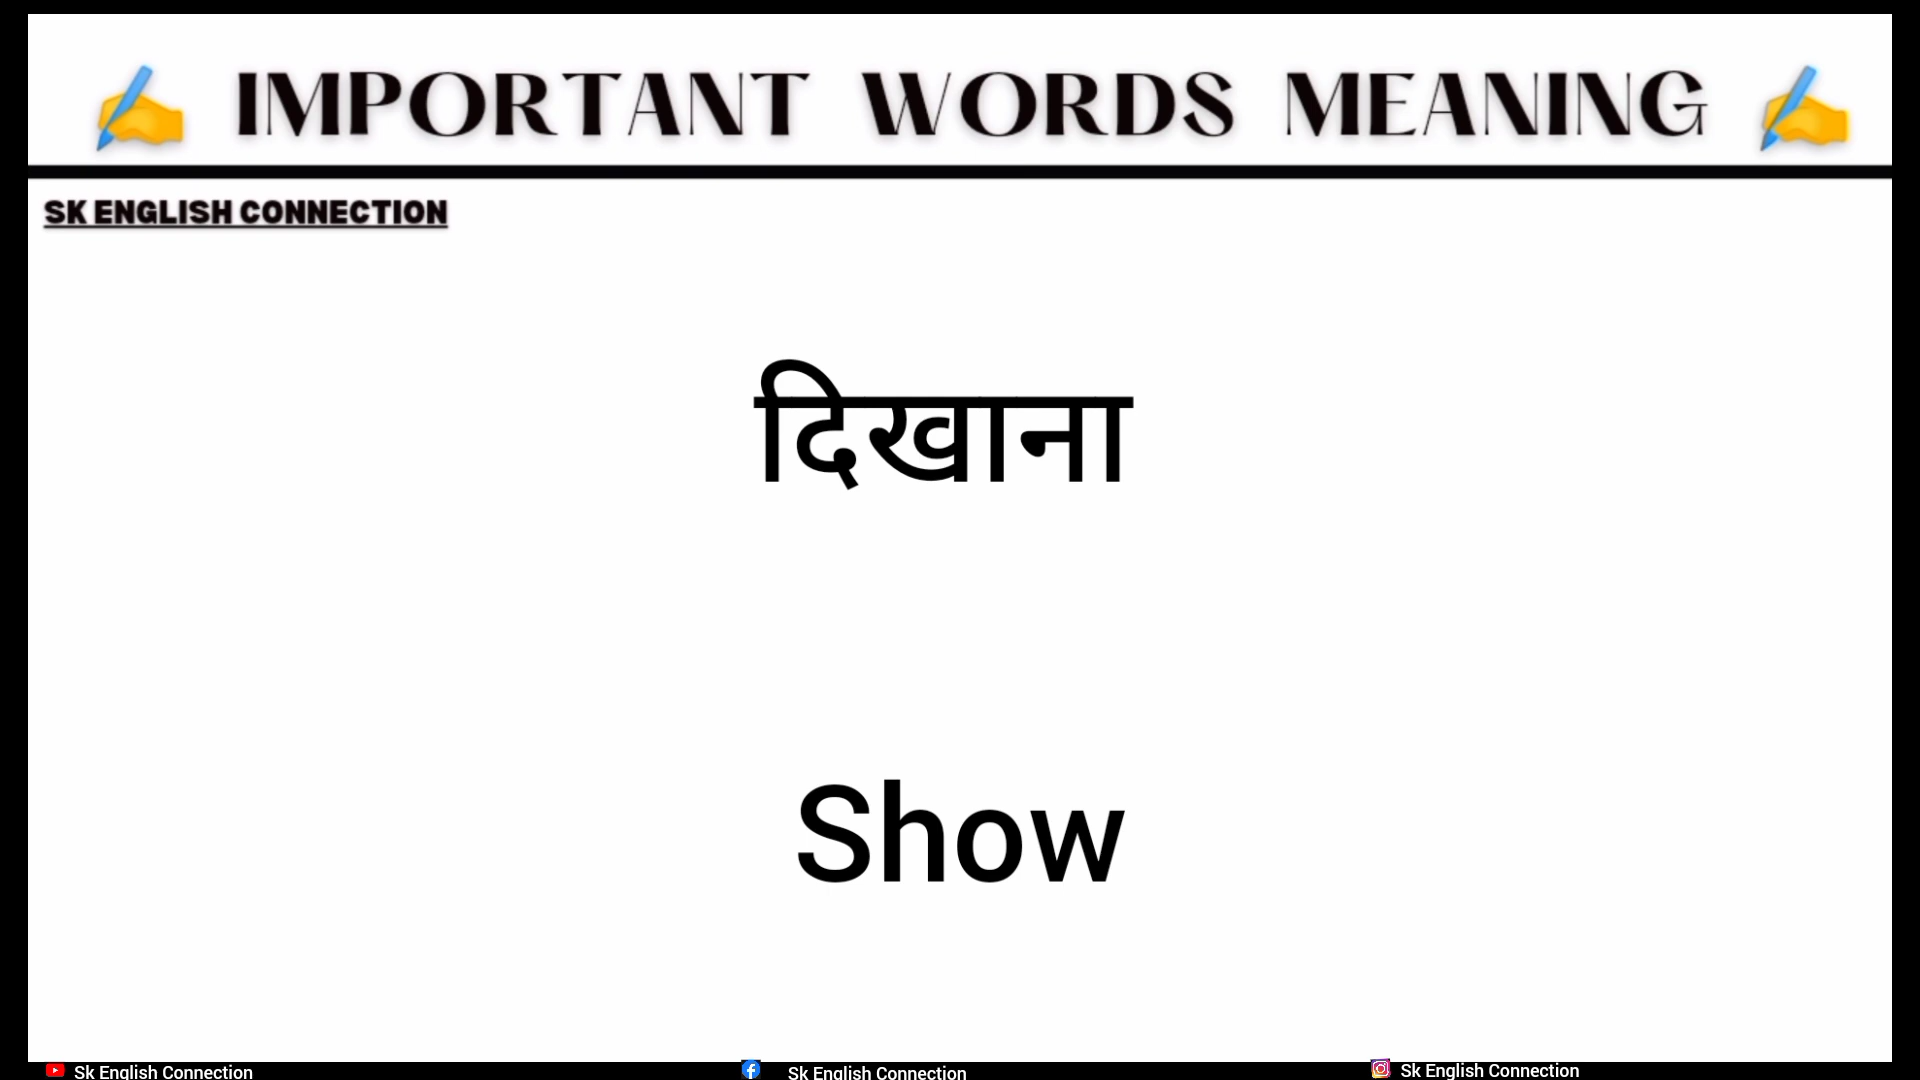 ✍️ IMPORTANT WORDS MEANING ✍️
SK ENGLISH CONNECTION
दिखाना
Show
Sk English Connection
Sk English Connection
Sk English Connection